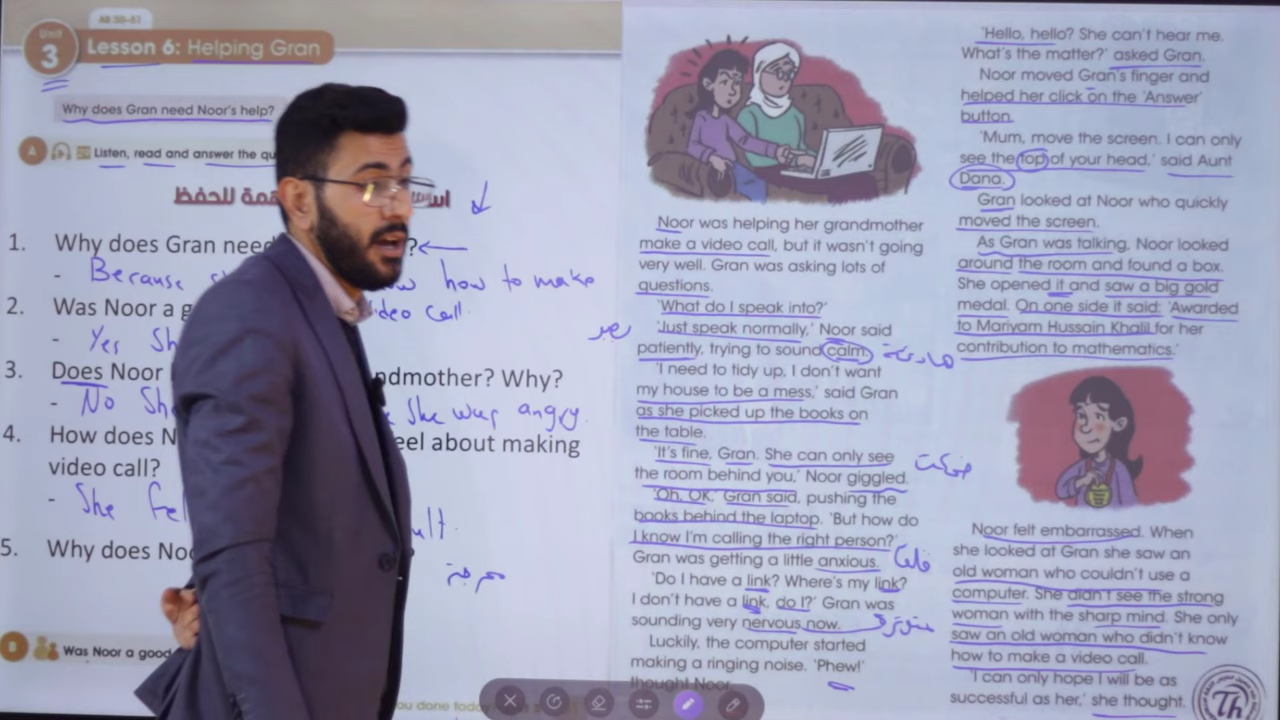 AB 50-51
Unit 3
Lesson 6: Helping Gran
Why does Gran need Noor's help?
A Listen, read and answer the qu
للحفظ
1. Why does Gran need ?
- Because how to make
video call.
2. Was Noor a g
- Yes Sh
3. Does Noor ndmother? Why?
- No She She was angry.
4. How does N eel about making
video call?
- She feel ult.
5. Why does Noo
محرجة
B Was Noor a good
ou done today?
Noor was helping her grandmother
make a video call, but it wasn't going
very well. Gran was asking lots of
questions.
'What do I speak into?'
'Just speak normally,' Noor said
patiently, trying to sound calm.
'I need to tidy up, I don't want
my house to be a mess,' said Gran
as she picked up the books on
the table.
'It's fine, Gran. She can only see
the room behind you,' Noor giggled.
ضحكت
'Oh, OK,' Gran said, pushing the
books behind the laptop. 'But how do
I know I'm calling the right person?'
Gran was getting a little anxious.
'Do I have a link? Where's my link?
I don't have a link, do I?' Gran was
sounding very nervous now.
Luckily, the computer started
making a ringing noise. 'Phew!'
thought Noor.
'Hello, hello? She can't hear me.
What's the matter?' asked Gran.
Noor moved Gran's finger and
helped her click on the 'Answer'
button.
'Mum, move the screen. I can only
see the top of your head,' said Aunt
Dana.
Gran looked at Noor who quickly
moved the screen.
As Gran was talking, Noor looked
around the room and found a box.
She opened it and saw a big gold
medal. On one side it said: 'Awarded
to Mariyam Hussain Khalil for her
contribution to mathematics.'
Noor felt embarrassed. When
she looked at Gran she saw an
old woman who couldn't use a
computer. She didn't see the strong
woman with the sharp mind. She only
saw an old woman who didn't know
how to make a video call.
'I can only hope I will be as
successful as her,' she thought.
Th